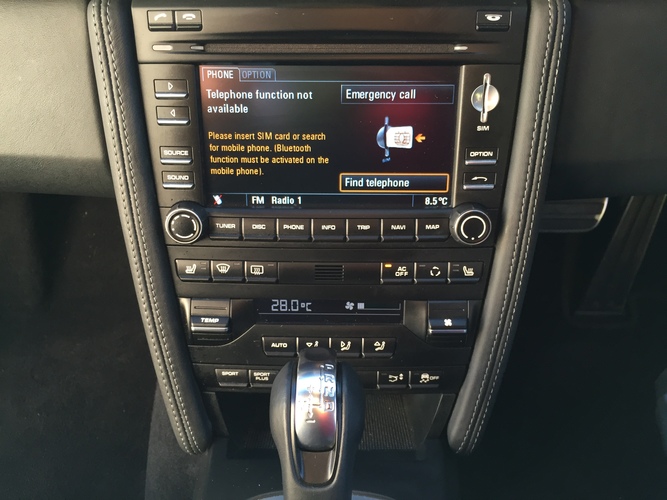 PHONE OPTION
Telephone function not
available
Emergency call
Please insert SIM card or search
for mobile phone. (Bluetooth
function must be activated on the
mobile phone).
Find telephone
FM Radio 1 8.5°C
SIM
SOURCE
OPTION
SOUND
TUNER DISC PHONE INFO TRIP NAVI MAP
AC
OFF
28.0°C
TEMP
AUTO
SPORT
SPORT
PLUS
OFF